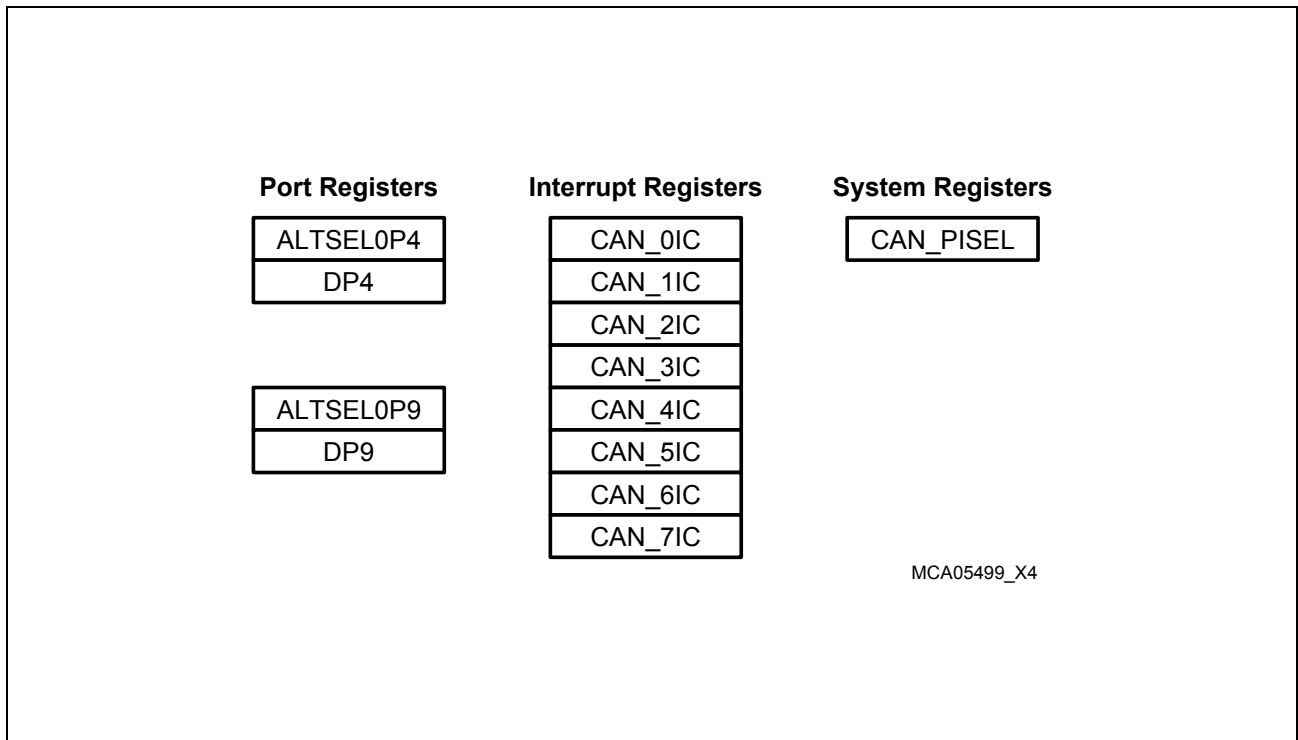 Port Registers
ALTSEL0P4
DP4
ALTSEL0P9
DP9
Interrupt Registers
CAN_0IC
CAN_1IC
CAN_2IC
CAN_3IC
CAN_4IC
CAN_5IC
CAN_6IC
CAN_7IC
System Registers
CAN_PISEL
MCA05499_X4